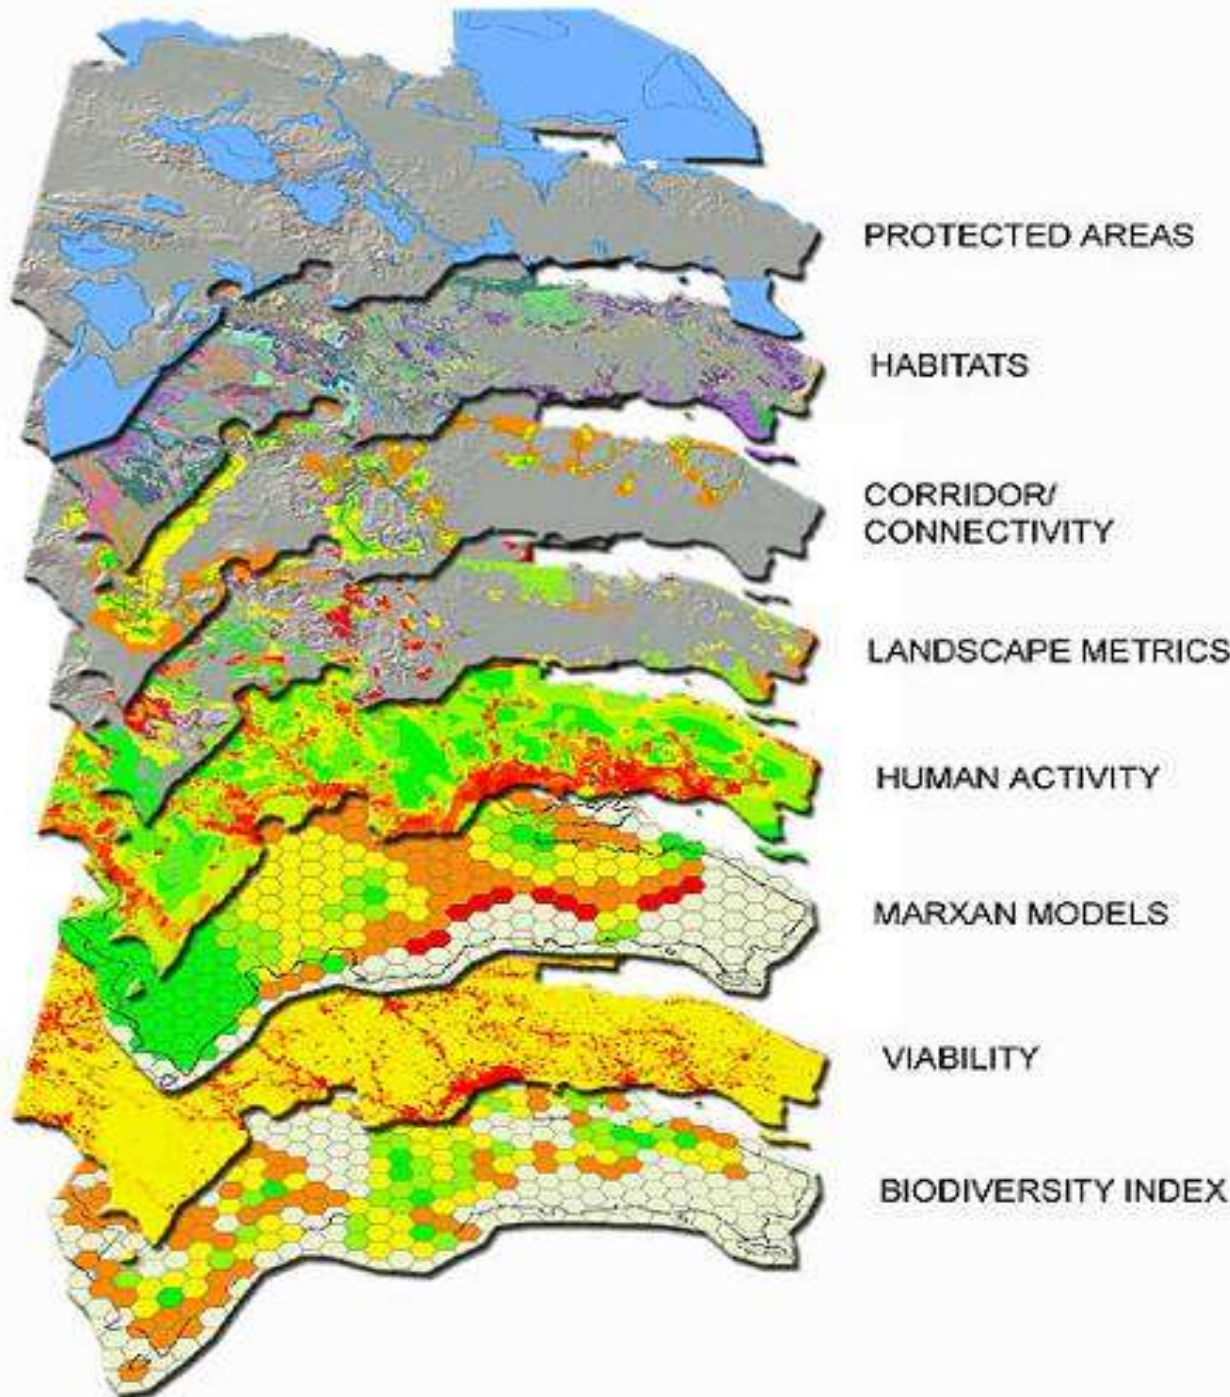 PROTECTED AREAS
HABITATS
CORRIDOR/
CONNECTIVITY
LANDSCAPE METRICS
HUMAN ACTIVITY
MARXAN MODELS
VIABILITY
BIODIVERSITY INDEX